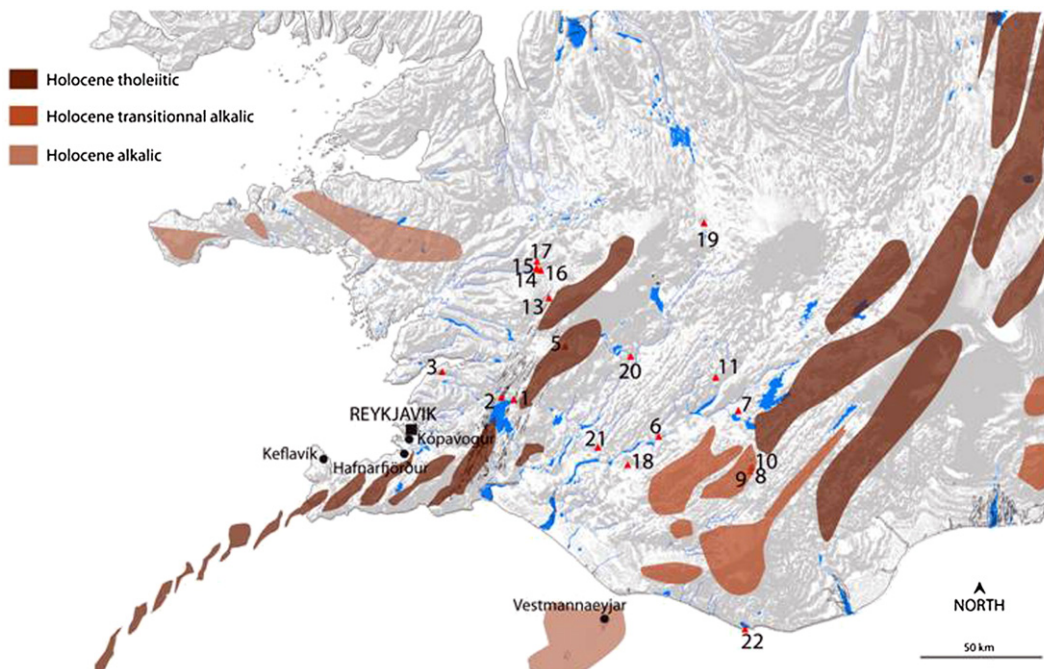 Holocene tholeiitic
Holocene transitionnal alkalic
Holocene alkalic
19
17
15
16
14
13
5
3
20
11
2
1
7
REYKJAVIK
Kópavogur
6
21
Keflavík
Hafnarfjörður
18
10
9
8
Vestmannaeyjar
NORTH
22
50 km